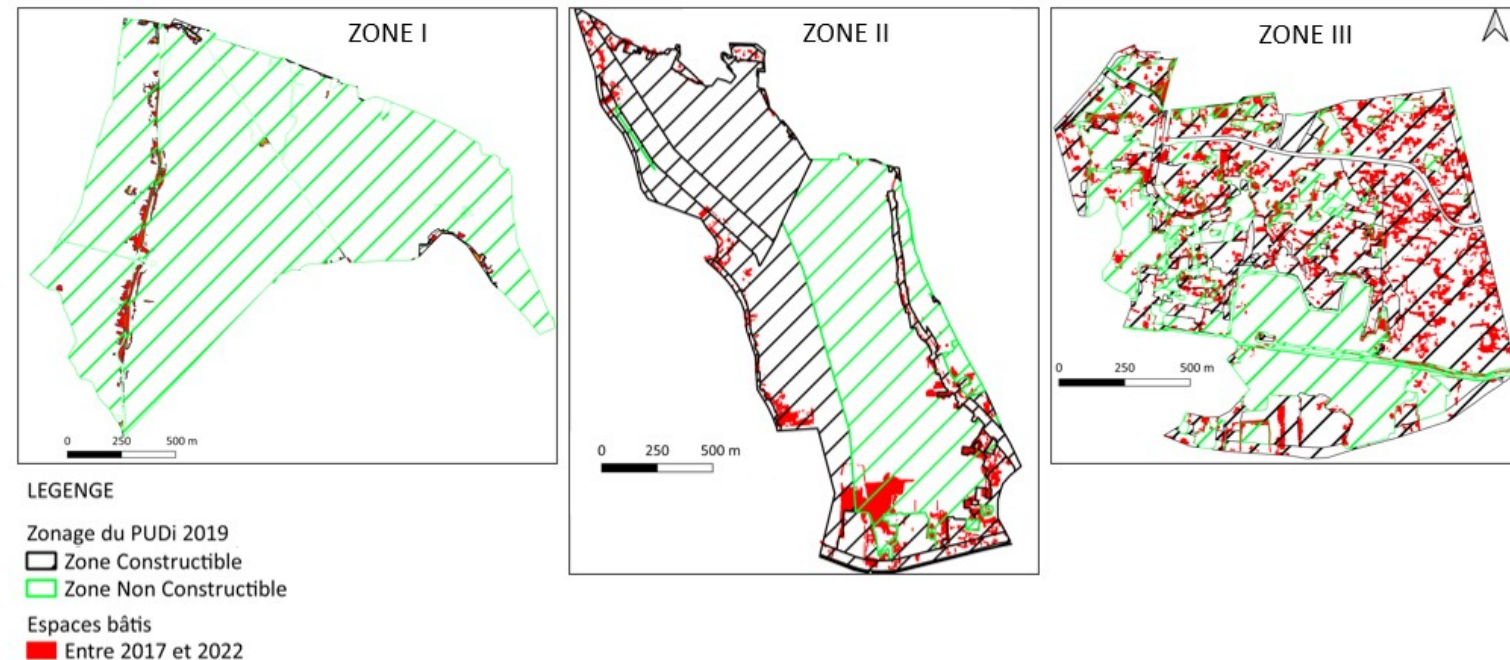 ZONE I
ZONE II
ZONE III
0 250 500 m
0 250 500 m
0 250 500 m
LEGENGE
Zonage du PUDi 2019
Zone Constructible
Zone Non Constructible
Espaces bâtis
Entre 2017 et 2022